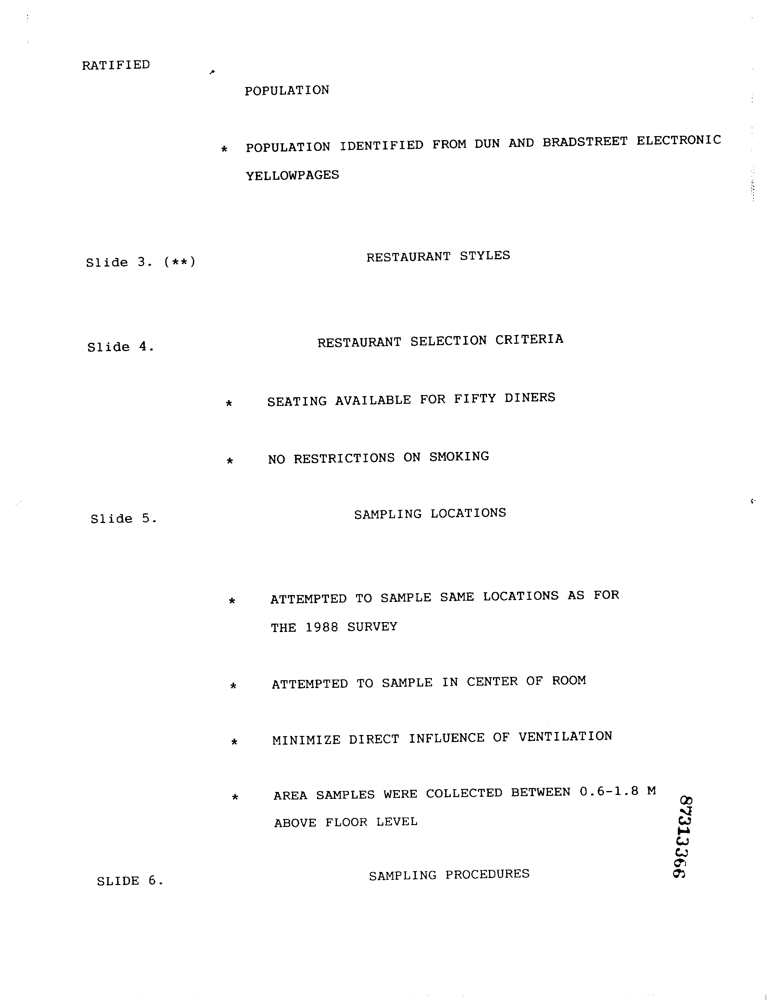 RATIFIED
POPULATION
* POPULATION IDENTIFIED FROM DUN AND BRADSTREET ELECTRONIC
YELLOWPAGES
Slide 3. (**) RESTAURANT STYLES
Slide 4. RESTAURANT SELECTION CRITERIA
* SEATING AVAILABLE FOR FIFTY DINERS
* NO RESTRICTIONS ON SMOKING
Slide 5. SAMPLING LOCATIONS
* ATTEMPTED TO SAMPLE SAME LOCATIONS AS FOR
THE 1988 SURVEY
* ATTEMPTED TO SAMPLE IN CENTER OF ROOM
* MINIMIZE DIRECT INFLUENCE OF VENTILATION
* AREA SAMPLES WERE COLLECTED BETWEEN 0.6-1.8 M
ABOVE FLOOR LEVEL
87313366
SLIDE 6. SAMPLING PROCEDURES